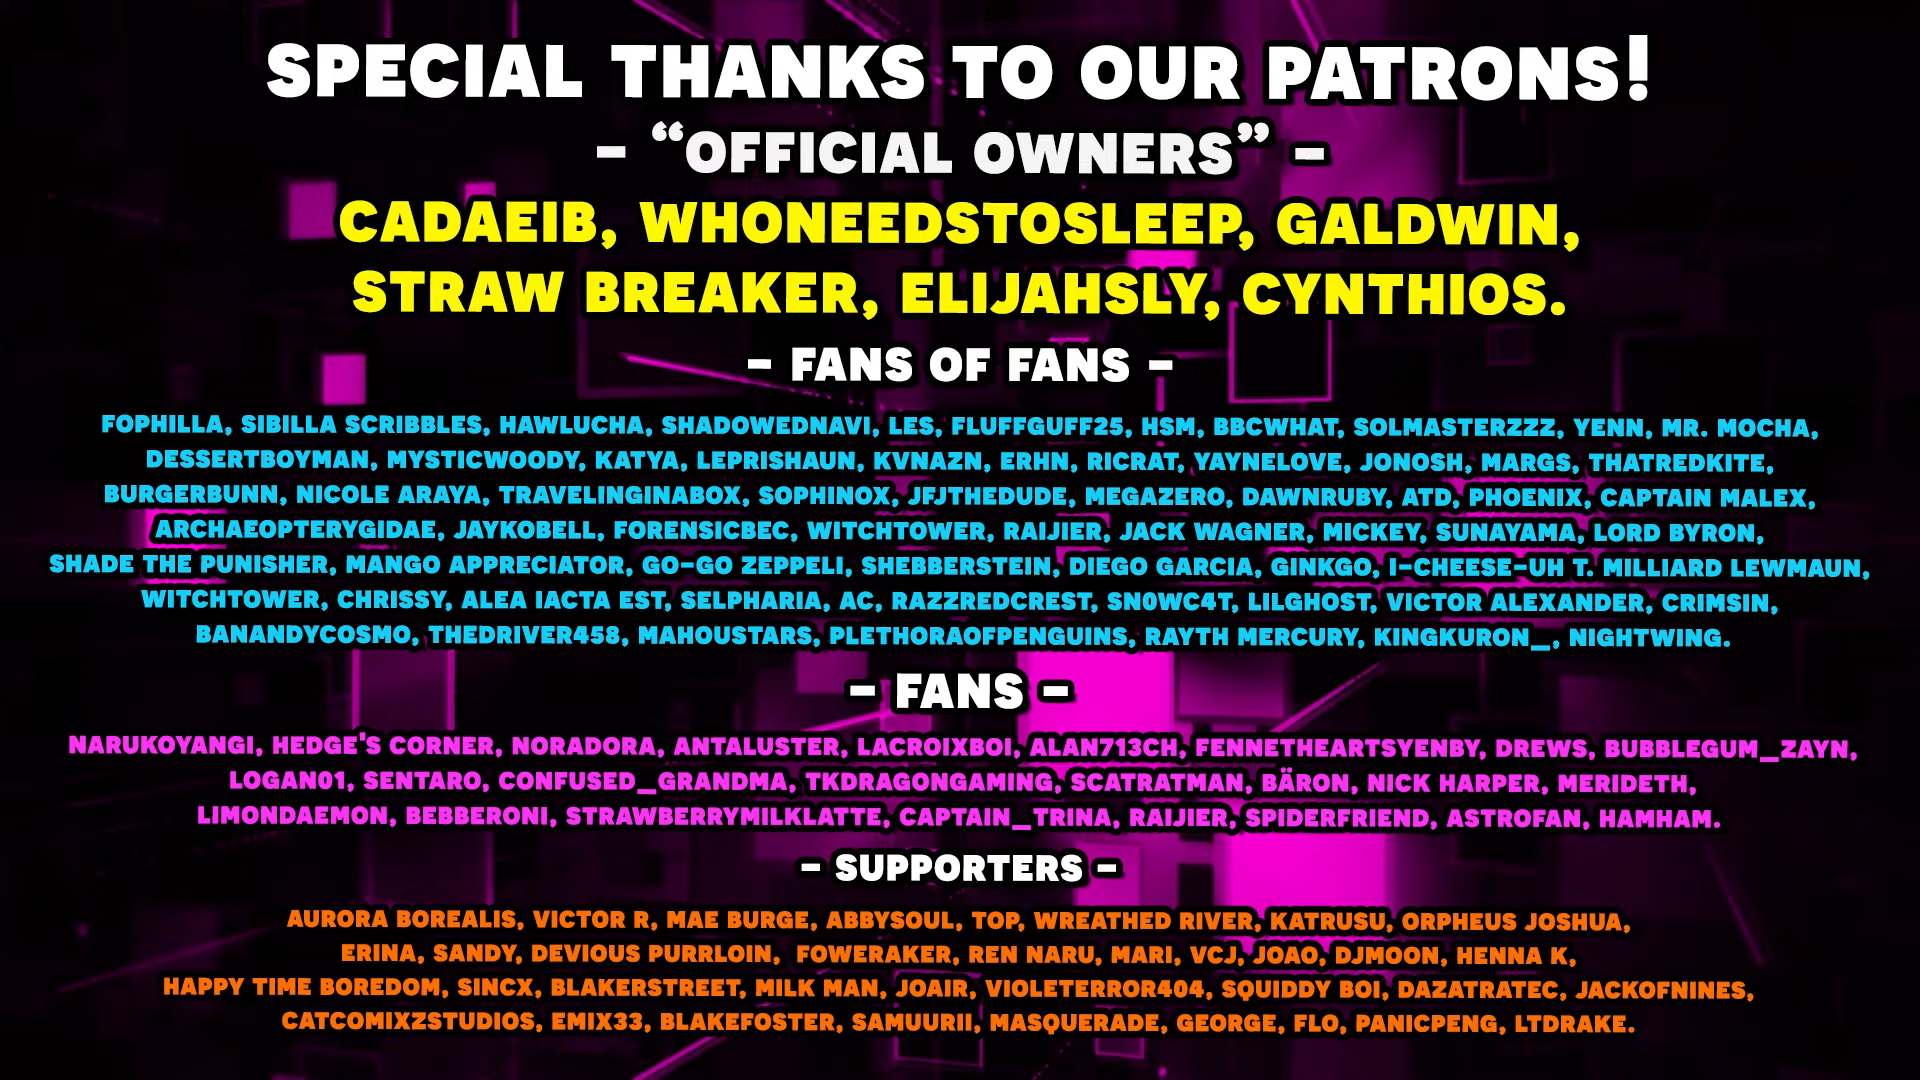 SPECIAL THANKS TO OUR PATRONS!
- “OFFICIAL OWNERS” -
CADAEIB, WHONEEDSTOSLEEP, GALDWIN,
STRAW BREAKER, ELIJAHSLY, CYNTHIOS.
- FANS OF FANS -
FOPHILLA, SIBILLA SCRIBBLES, HAWLUCHA, SHADOWEDNAVI, LES, FLUFFGUFF25, HSM, BBCWHAT, SOLMASTERZZZ, YENN, MR. MOCHA,
DESSERTBOYMAN, MYSTICWOODY, KATYA, LEPRISHAUN, KVNAZN, ERHN, RICRAT, YAYNELOVE, JONOSH, MARGS, THATREDKITE,
BURGERBUNN, NICOLE ARAYA, TRAVELINGINABOX, SOPHINOX, JFJTHEDUDE, MEGAZERO, DAWNRUBY, ATD, PHOENIX, CAPTAIN MALEX,
ARCHAEOPTERYGIDAE, JAYKOBELL, FORENSICBEC, WITCHTOWER, RAIJIER, JACK WAGNER, MICKEY, SUNAYAMA, LORD BYRON,
SHADE THE PUNISHER, MANGO APPRECIATOR, GO-GO ZEPPELI, SHEBBERSTEIN, DIEGO GARCIA, GINKGO, I-CHEESE-UH T. MILLIARD LEWMAUN,
WITCHTOWER, CHRISSY, ALEA IACTA EST, SELPHARIA, AC, RAZZREDCREST, SN0WC4T, LILGHOST, VICTOR ALEXANDER, CRIMSIN,
BANANDYCOSMO, THEDRIVER458, MAHOUSTARS, PLETHORAOFPENGUINS, RAYTH MERCURY, KINGKURON_, NIGHTWING.
- FANS -
NARUKOYANGI, HEDGE'S CORNER, NORADORA, ANTALUSTER, LACROIXBOI, ALAN713CH, FENNETHEARTSYENBY, DREWS, BUBBLEGUM_ZAYN,
LOGAN01, SENTARO, CONFUSED_GRANDMA, TKDRAGONGAMING, SCATRATMAN, BÄRON, NICK HARPER, MERIDETH,
LIMONDAEMON, BEBBERONI, STRAWBERRYMILKLATTE, CAPTAIN_TRINA, RAIJIER, SPIDERFRIEND, ASTROFAN, HAMHAM.
- SUPPORTERS -
AURORA BOREALIS, VICTOR R, MAE BURGE, ABBYSOUL, TOP, WREATHED RIVER, KATRUSU, ORPHEUS JOSHUA,
ERINA, SANDY, DEVIOUS PURRLOIN, FOWERAKER, REN NARU, MARI, VCJ, JOAO, DJMOON, HENNA K,
HAPPY TIME BOREDOM, SINCX, BLAKERSTREET, MILK MAN, JOAIR, VIOLETERROR404, SQUIDDY BOI, DAZATRATEC, JACKOFNINES,
CATCOMIXZSTUDIOS, EMIX33, BLAKEFOSTER, SAMUURII, MASQUERADE, GEORGE, FLO, PANICPENG, LTDRAKE.